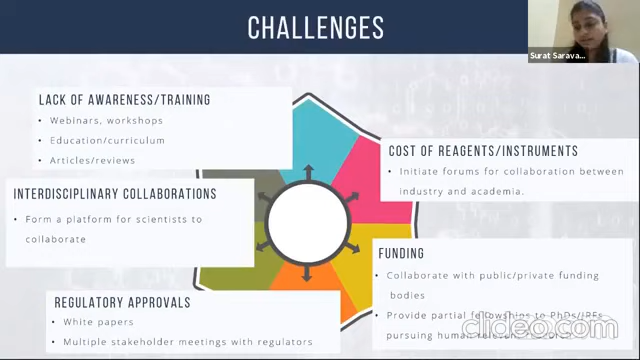 CHALLENGES
Surat Sarava...
LACK OF AWARENESS/TRAINING
• Webinars, workshops
• Education/curriculum
• Articles/reviews
COST OF REAGENTS/INSTRUMENTS
• Initiate forums for collaboration between
industry and academia.
INTERDISCIPLINARY COLLABORATIONS
• Form a platform for scientists to
collaborate
FUNDING
• Collaborate with public/private funding
bodies
• Provide partial fellowships to PhDs/JRFs
pursuing human
REGULATORY APPROVALS
• White papers
• Multiple stakeholder meetings with regulators
clideo.com